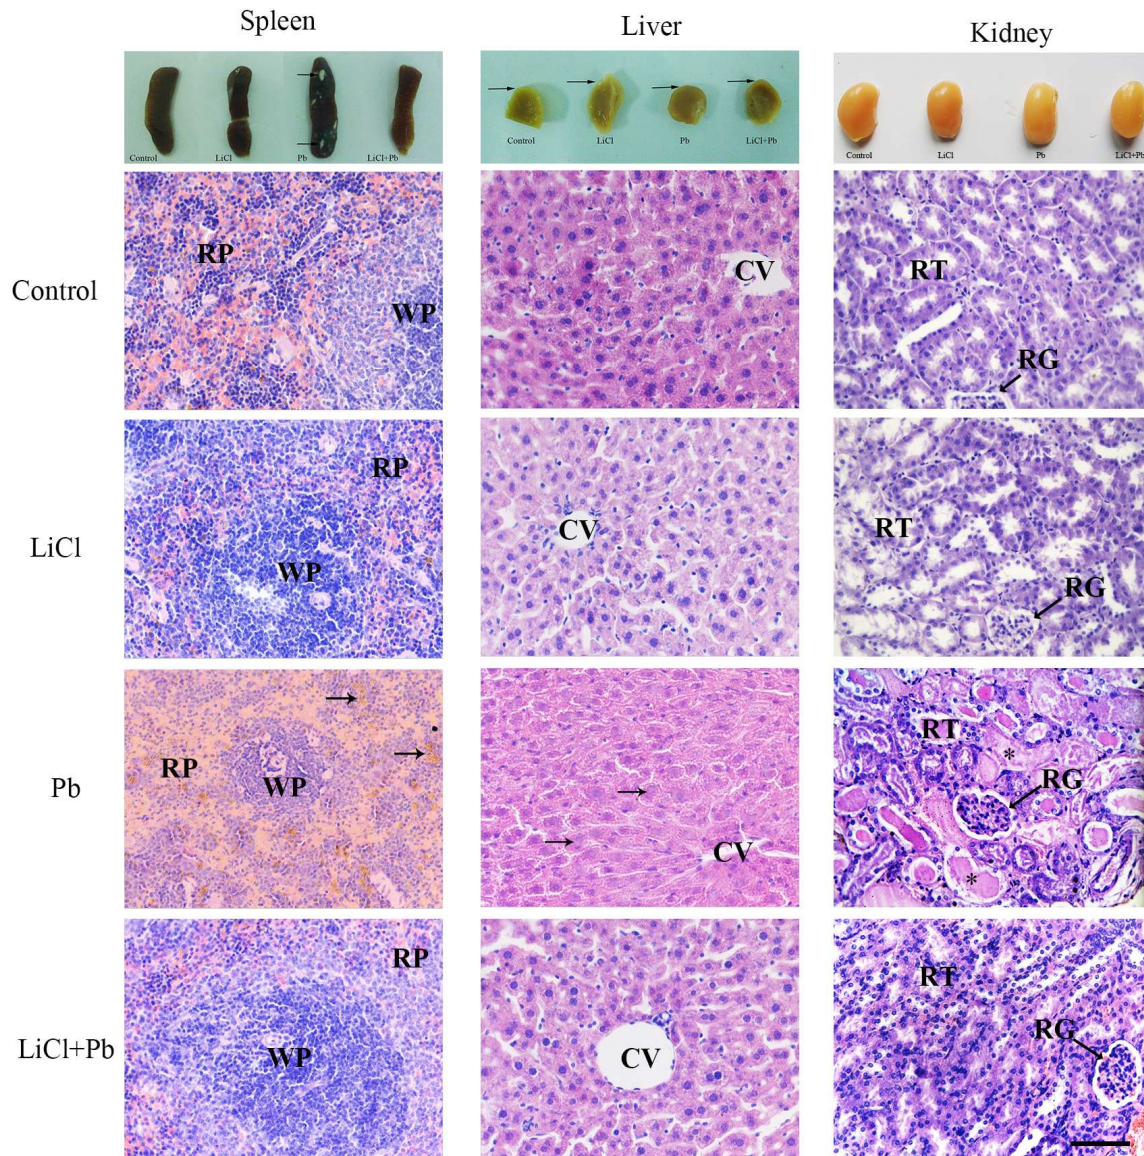 Spleen
Liver
Kidney
Control
LiCl
Pb
LiCl+Pb
Control
LiCl
Pb
LiCl+Pb
Control
LiCl
Pb
LiCl+Pb
Control
RP
WP
CV
RT
RG
LiCl
RP
WP
CV
RT
RG
Pb
RP
WP
CV
RT
*
RG
*
LiCl+Pb
RP
WP
CV
RT
RG